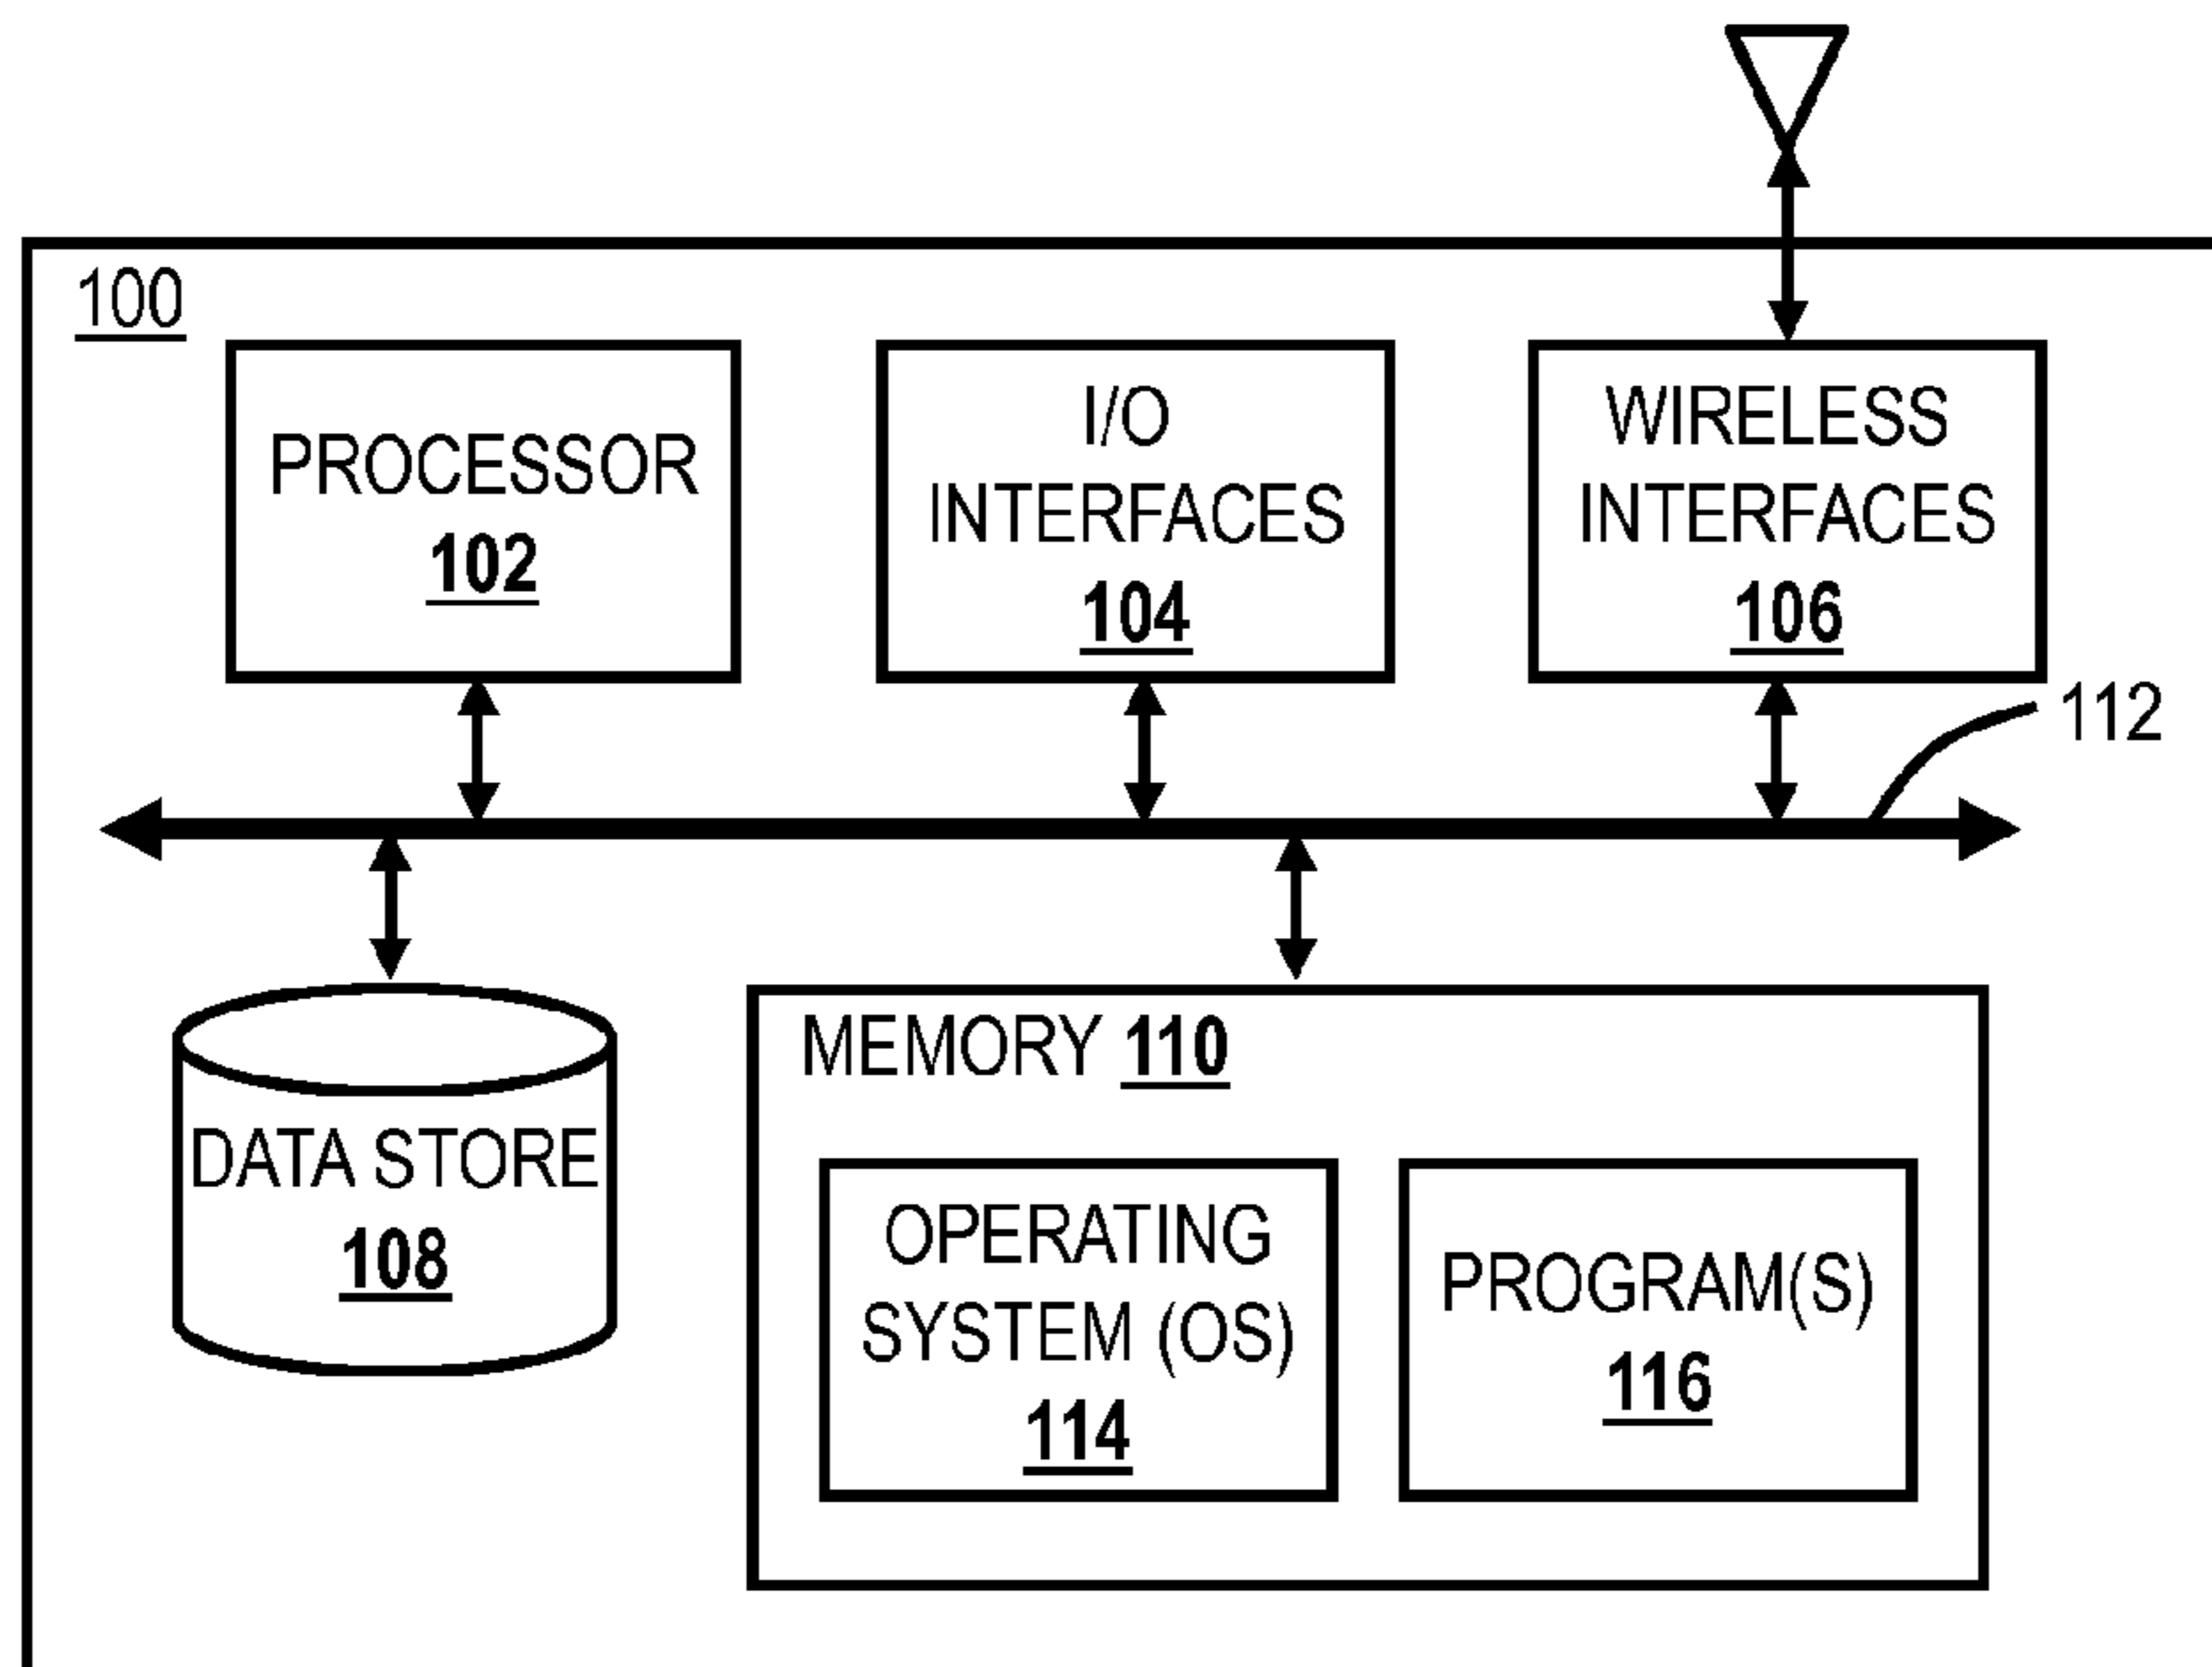 100
PROCESSOR
102
I/O
INTERFACES
104
WIRELESS
INTERFACES
106
112
DATA STORE
108
MEMORY 110
OPERATING
SYSTEM (OS)
114
PROGRAM(S)
116